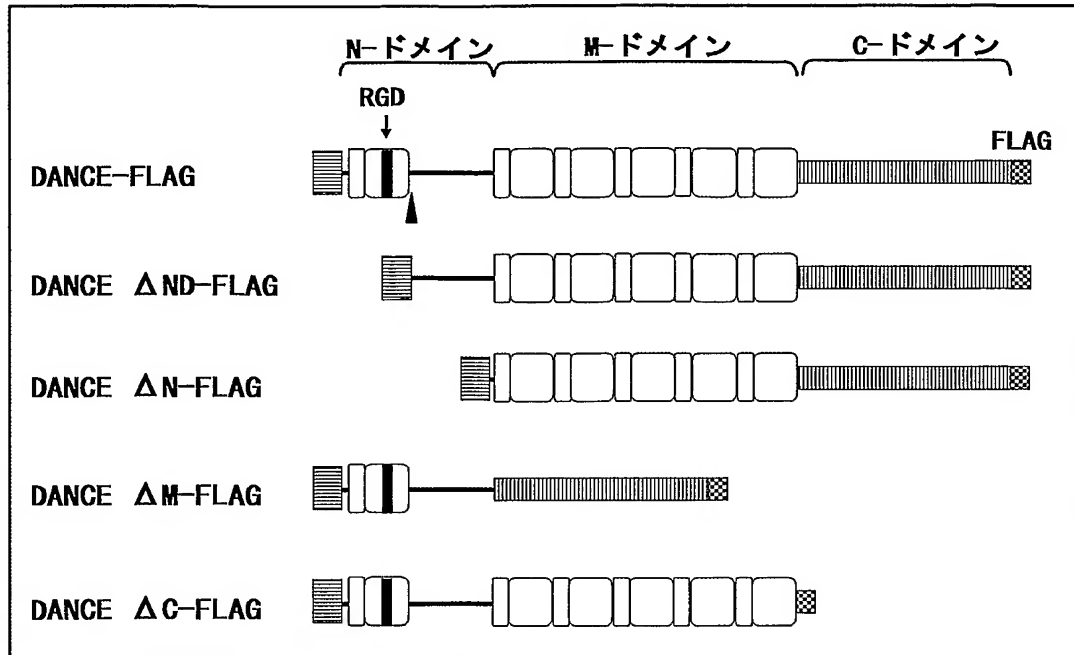 N-ドメイン M-ドメイン C-ドメイン
RGD
FLAG
DANCE-FLAG
DANCE ΔND-FLAG
DANCE ΔN-FLAG
DANCE ΔM-FLAG
DANCE ΔC-FLAG